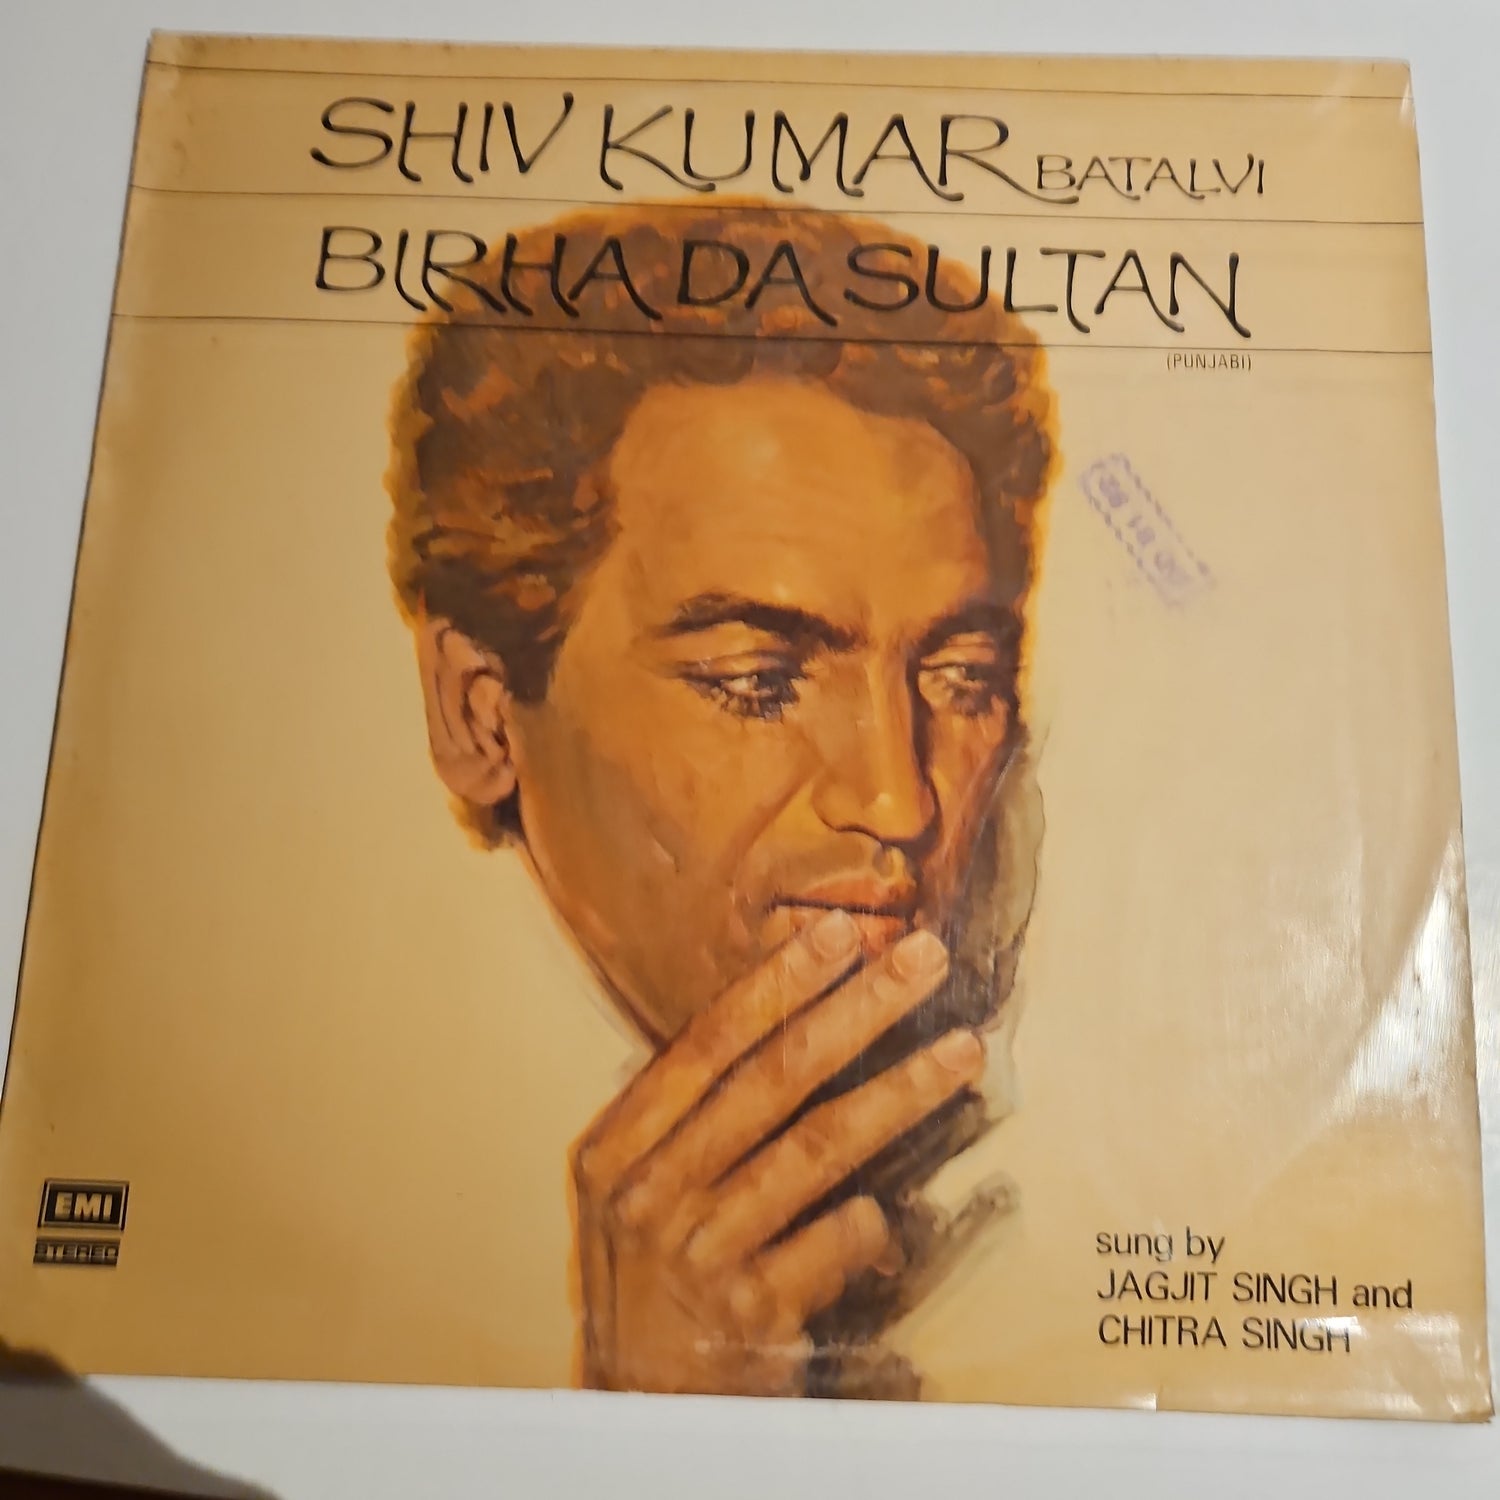 SHIV KUMAR BATALVI
BIRHA DA SULTAN
(PUNJABI)
EMI
STEREO
sung by
JAGJIT SINGH and
CHITRA SINGH